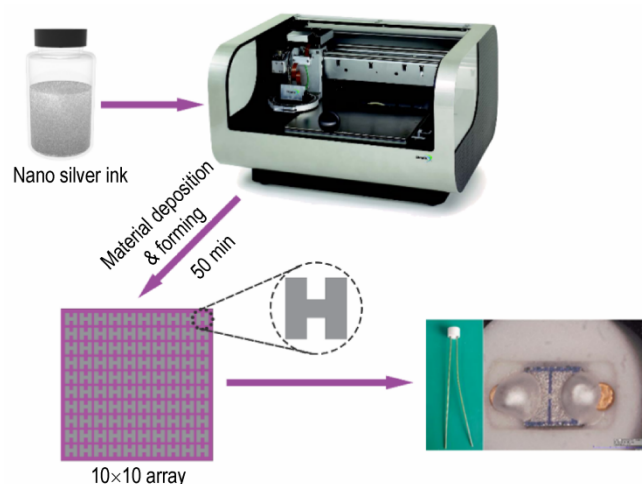 Nano silver ink
Material deposition
& forming
50 min
H
10×10 array